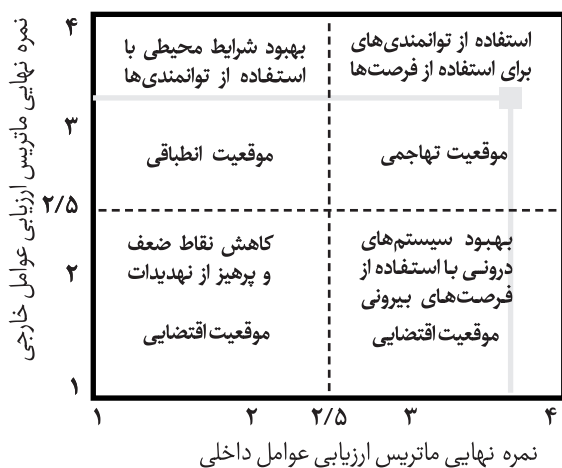 نمره نهایی ماتریس ارزیابی عوامل خارجی
۴
۳
۲/۵
۲
۱
استفاده از توانمندی‌های
برای استفاده از فرصت‌ها
موقعیت تهاجمی
بهبود شرایط محیطی با
استفاده از توانمندی‌ها
موقعیت انطباقی
بهبود سیستم‌های
درونی با استفاده از
فرصت‌های بیرونی
موقعیت اقتضایی
کاهش نقاط ضعف
و پرهیز از نهدیدات
موقعیت اقتضایی
۱ ۲ ۲/۵ ۳ ۴
نمره نهایی ماتریس ارزیابی عوامل داخلی